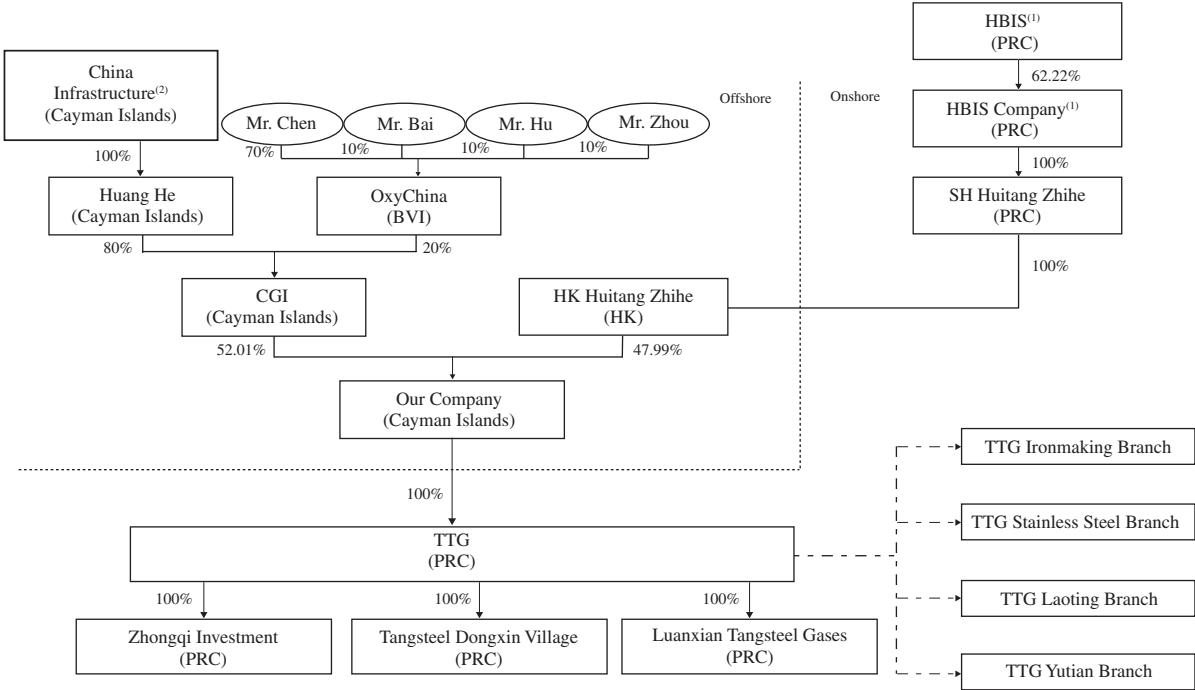 HBIS(1)
(PRC)
62.22%
China
Infrastructure(2)
(Cayman Islands)
Offshore
Onshore
HBIS Company(1)
(PRC)
Mr. Chen
Mr. Bai
Mr. Hu
Mr. Zhou
100%
70%
10%
10%
10%
100%
Huang He
(Cayman Islands)
OxyChina
(BVI)
SH Huitang Zhihe
(PRC)
80%
20%
100%
CGI
(Cayman Islands)
HK Huitang Zhihe
(HK)
52.01%
47.99%
Our Company
(Cayman Islands)
TTG Ironmaking Branch
100%
TTG Stainless Steel Branch
TTG
(PRC)
100%
100%
100%
TTG Laoting Branch
Zhongqi Investment
(PRC)
Tangsteel Dongxin Village
(PRC)
Luanxian Tangsteel Gases
(PRC)
TTG Yutian Branch